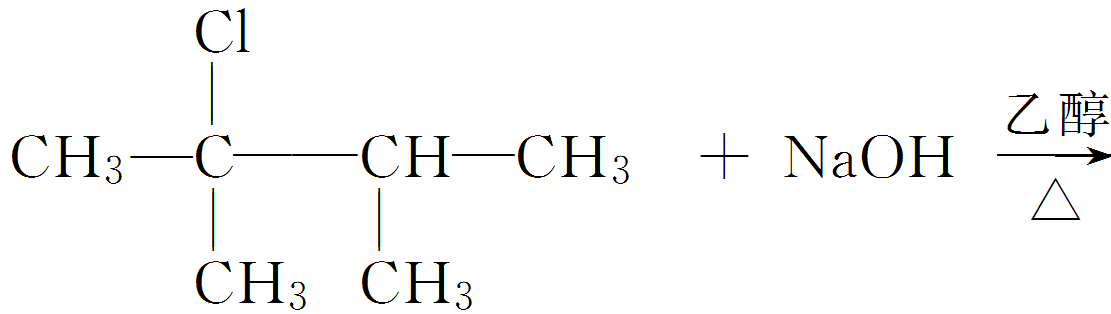 Cl
CH₃—C—CH—CH₃ + NaOH 乙醇
△
CH₃ CH₃